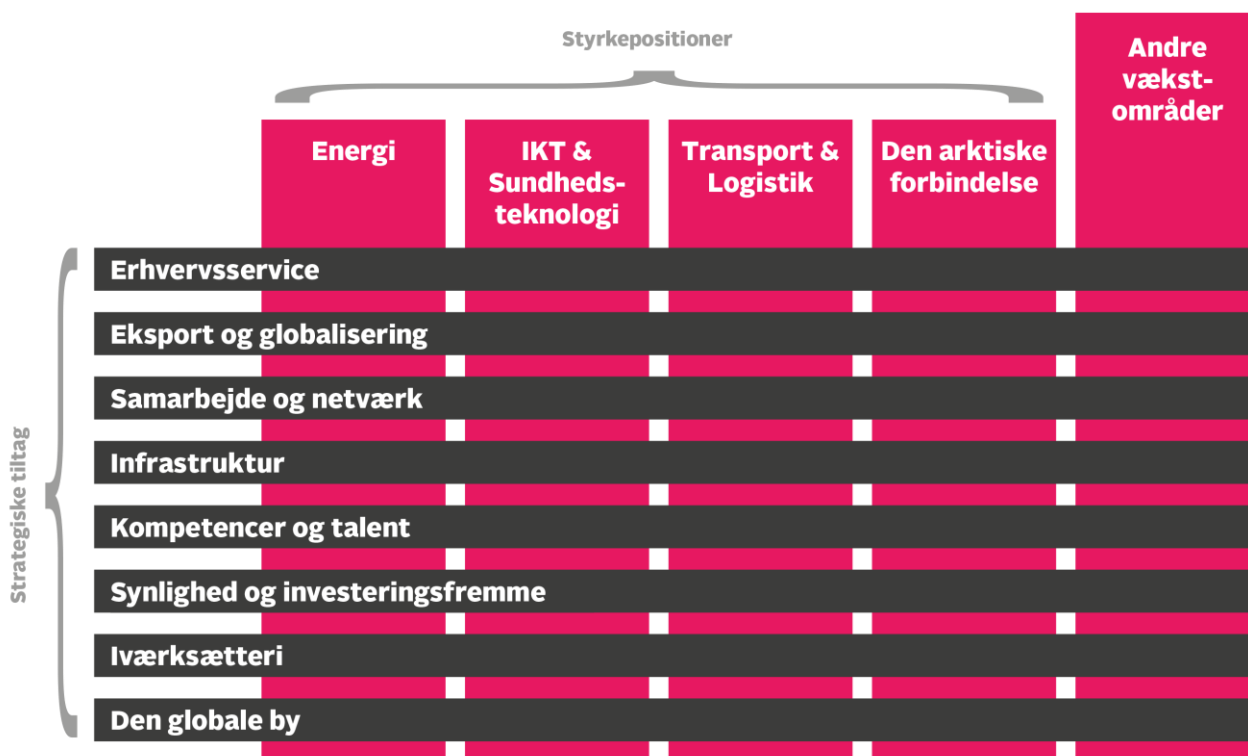 Styrkepositioner
Andre
vækst-
områder
Energi
IKT &
Sundheds-
teknologi
Transport &
Logistik
Den arktiske
forbindelse
Strategiske tiltag
Erhvervsservice
Eksport og globalisering
Samarbejde og netværk
Infrastruktur
Kompetencer og talent
Synlighed og investeringsfremme
Iværksætteri
Den globale by